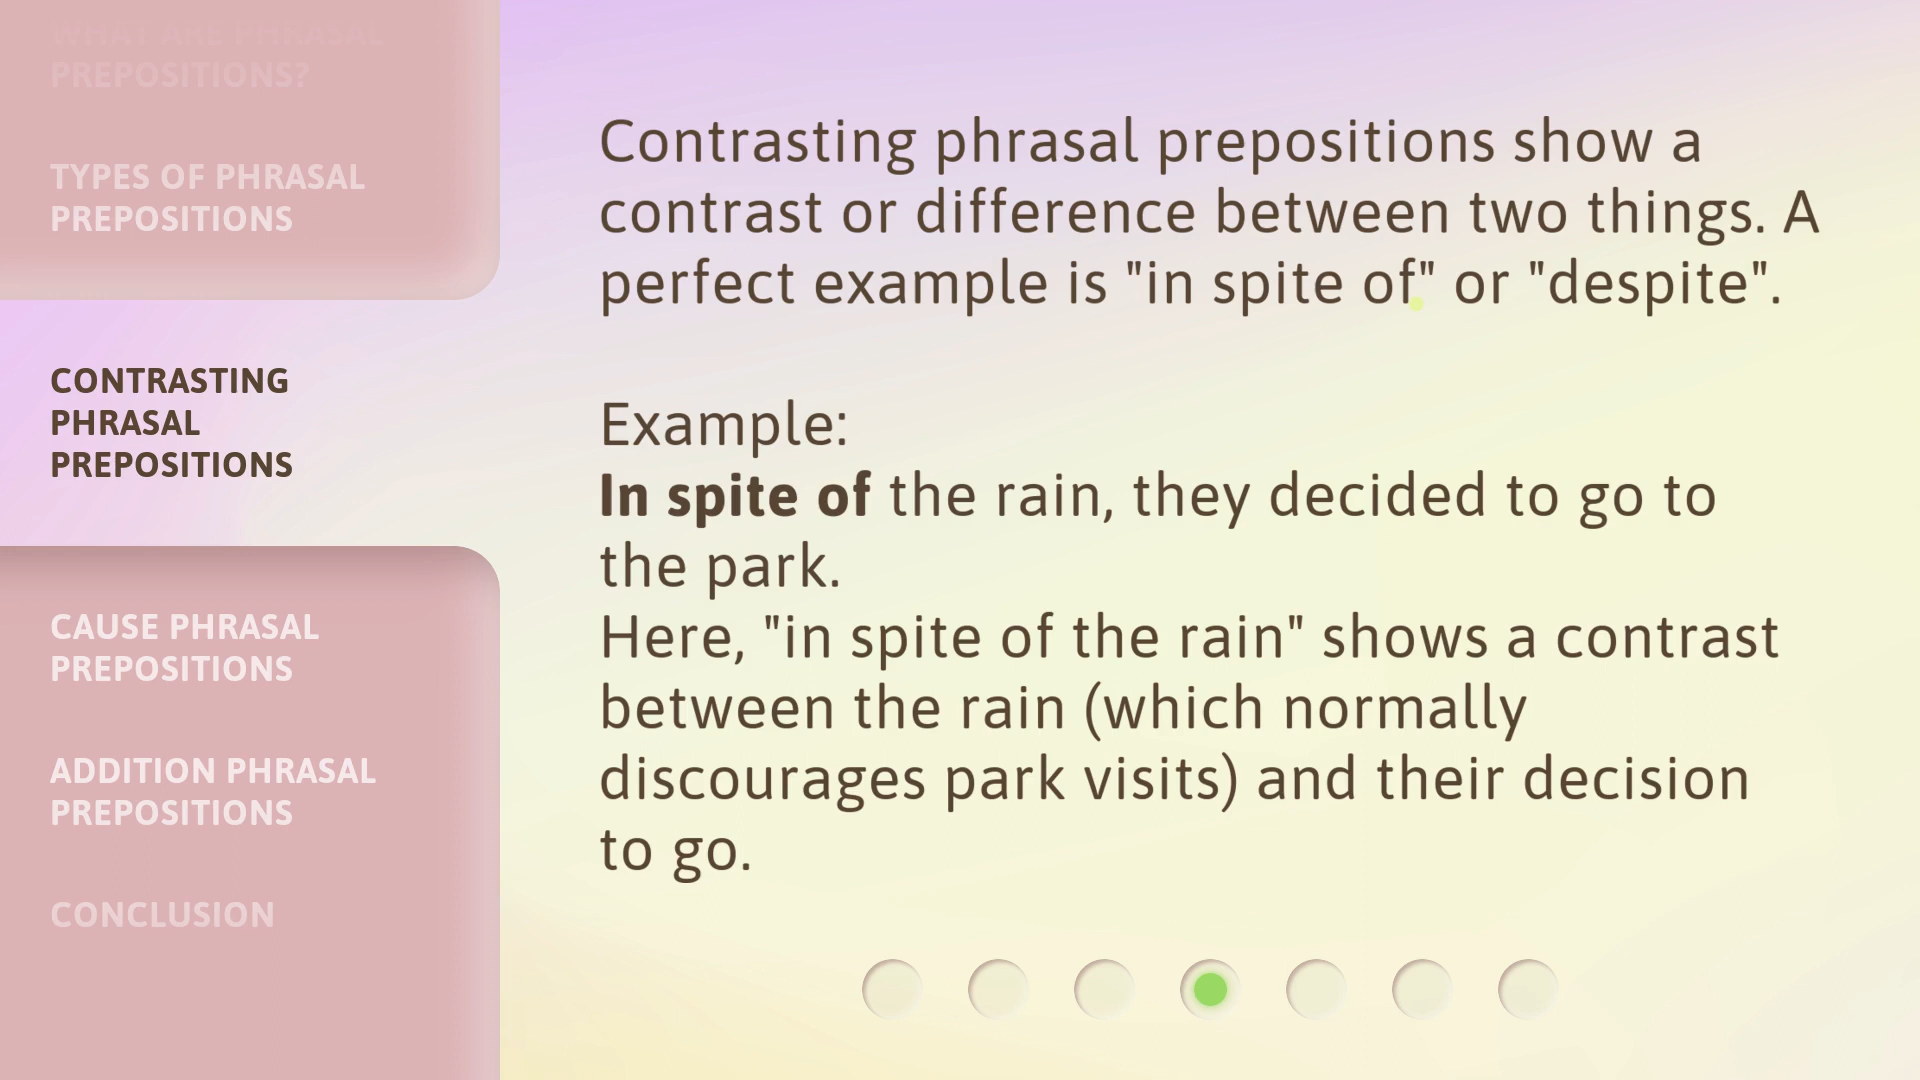 WHAT ARE PHRASAL
PREPOSITIONS?
TYPES OF PHRASAL
PREPOSITIONS
CONTRASTING
PHRASAL
PREPOSITIONS
CAUSE PHRASAL
PREPOSITIONS
ADDITION PHRASAL
PREPOSITIONS
CONCLUSION
Contrasting phrasal prepositions show a
contrast or difference between two things. A
perfect example is "in spite of" or "despite".
Example:
In spite of the rain, they decided to go to
the park.
Here, "in spite of the rain" shows a contrast
between the rain (which normally
discourages park visits) and their decision
to go.